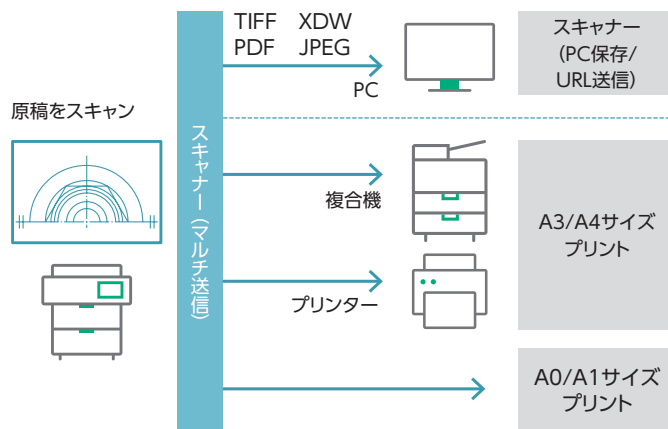 原稿をスキャン
スキャナー（マルチ送信）
TIFF XDW
PDF JPEG
PC
スキャナー
(PC保存/
URL送信)
複合機
プリンター
A3/A4サイズ
プリント
A0/A1サイズ
プリント